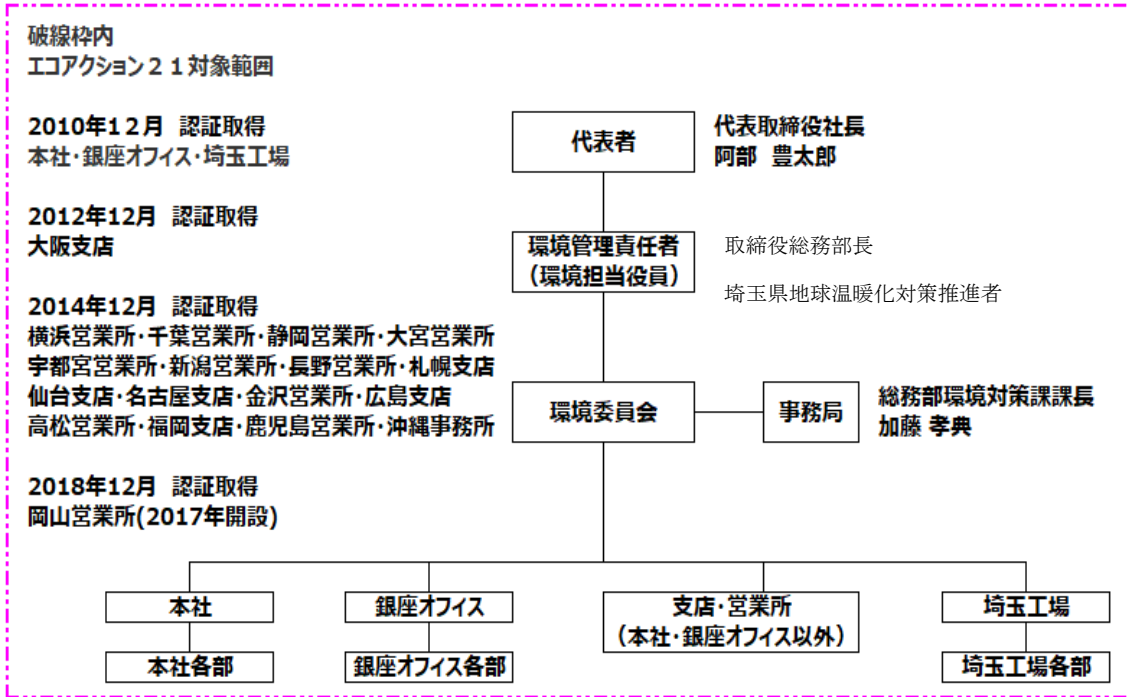 破線枠内
エコアクション２１対象範囲
2010年1２月 認証取得
本社･銀座オフィス･埼玉工場
2012年12月 認証取得
大阪支店
2014年12月 認証取得
横浜営業所･千葉営業所･静岡営業所･大宮営業所
宇都宮営業所･新潟営業所･長野営業所･札幌支店
仙台支店･名古屋支店･金沢営業所･広島支店
高松営業所･福岡支店･鹿児島営業所･沖縄事務所
2018年12月 認証取得
岡山営業所(2017年開設)
代表者
代表取締役社長
阿部 豊太郎
環境管理責任者
（環境担当役員）
取締役総務部長
埼玉県地球温暖化対策推進者
環境委員会
事務局
総務部環境対策課課長
加藤 孝典
本社
銀座オフィス
支店･営業所
（本社･銀座オフィス以外）
埼玉工場
本社各部
銀座オフィス各部
埼玉工場各部